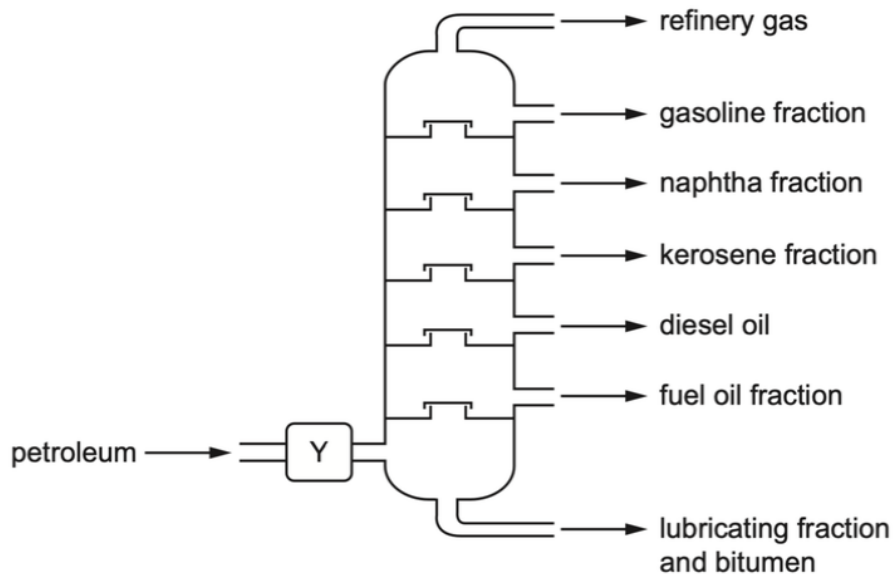 refinery gas
gasoline fraction
naphtha fraction
kerosene fraction
diesel oil
fuel oil fraction
petroleum
Y
lubricating fraction
and bitumen